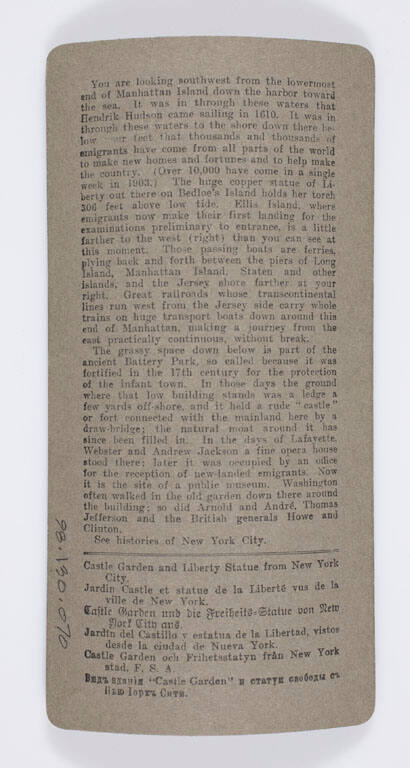 You are looking southwest from the lowermost
end of Manhattan Island down the harbor toward
the sea. It was in through these waters that
Hendrik Hudson came sailing in 1610. It was in
through these waters to the shore down there be-
low our feet that thousands and thousands of
emigrants have come from all parts of the world
to make new homes and fortunes and to help make
the country. (Over 10,000 have come in a single
week in 1903.) The huge copper statue of Li-
berty out there on Bedloe's Island holds her torch
306 feet above low tide. Ellis Island, where
emigrants now make their first landing for the
examinations preliminary to entrance, is a little
farther to the west (right) than you can see at
this moment. Those passing boats are ferries,
plying back and forth between the piers of Long
Island, Manhattan Island, Staten and other
islands, and the Jersey shore farther at your
right. Great railroads whose transcontinental
lines run west from the Jersey side carry whole
trains on huge transport boats down around this
end of Manhattan, making a journey from the
east practically continuous, without break.
The grassy space down below is part of the
ancient Battery Park, so called because it was
fortified in the 17th century for the protection
of the infant town. In those days the ground
where that low building stands was a ledge a
few yards off-shore, and it held a rude "castle"
or fort connected with the mainland here by a
draw-bridge; the natural moat around it has
since been filled in. In the days of Lafayette,
Webster and Andrew Jackson a fine opera house
stood there; later it was occupied by an office
for the reception of new-landed emigrants. Now
it is the site of a public museum. Washington
often walked in the old garden down there around
the building; so did Arnold and André, Thomas
Jefferson and the British generals Howe and
Clinton.
See histories of New York City.
Castle Garden and Liberty Statue from New York
City.
Jardin Castle et statue de la Liberté vus de la
ville de New York.
Castle Garden und die Freiheits-Statue von New
York City aus.
Jardin del Castillo y estatua de la Libertad, vistos
desde la ciudad de Nueva York.
Castle Garden och Frihetsstatyn från New York
stad, F. S. A.
Видъ зданія "Castle Garden" и статуи свободы съ
Нью Іоркъ Сити.
98.150.070